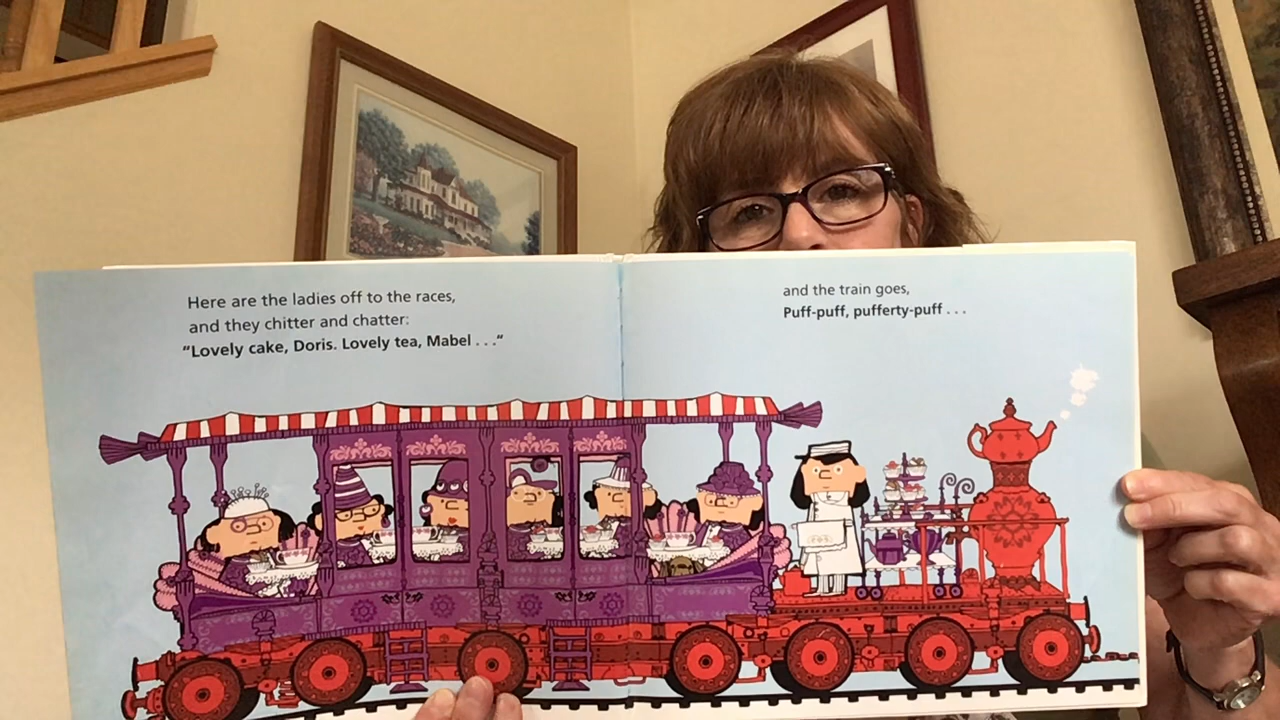 Here are the ladies off to the races,
and they chitter and chatter:
"Lovely cake, Doris. Lovely tea, Mabel . . ."
and the train goes,
Puff-puff, pufferty-puff . . .